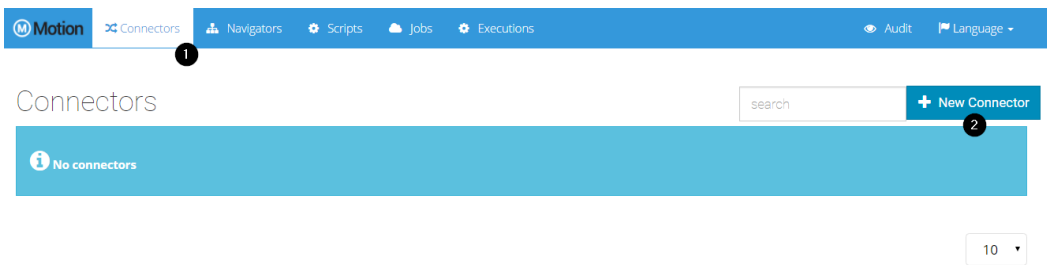 M Motion Connectors Navigators Scripts Jobs Executions Audit Language
1
Connectors search + New Connector
2
i No connectors
10